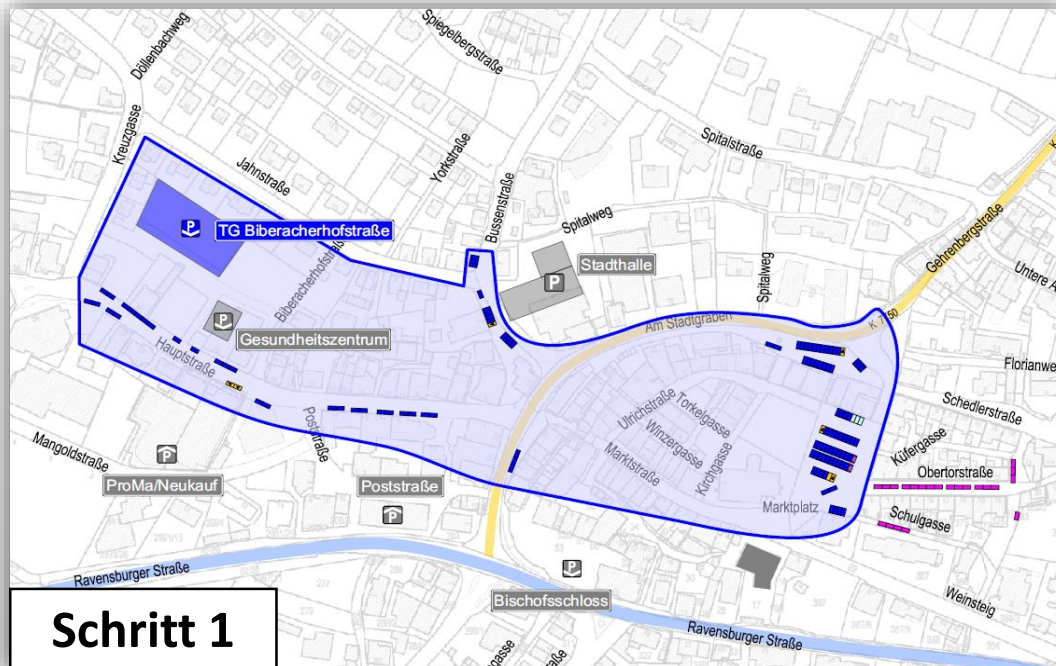 Döllenbachweg
Spiegelbergstraße
Kreuzgasse
Jahnstraße
Yorkstraße
Bussenstraße
Spitalstraße
Spitalweg
Gehrenbergstraße
K
Untere A
P
TG Biberacherhofstraße
Biberacherhofstraße
Stadthalle
P
Spitalweg
P
Gesundheitszentrum
Am Stadtgraben
K 7750
Hauptstraße
Florianwe
Schedlerstraße
Ulrichstraße
Torkelgasse
Winzergasse
Marktstraße
Kirchgasse
Küfergasse
Obertorstraße
Poststraße
Mangoldstraße
P
ProMa/Neukauf
Poststraße
P
Marktplatz
Schulgasse
Ravensburger Straße
P
Bischofsschloss
Weinsteig
Ravensburger Straße
Schritt 1